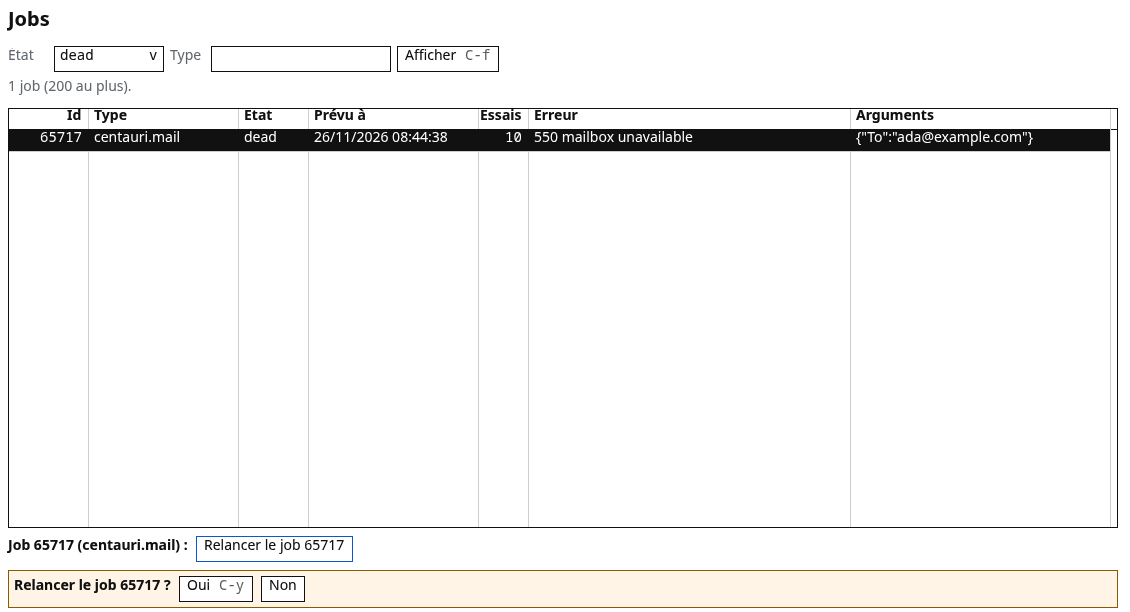 Jobs
Etat dead v Type Afficher C-f
1 job (200 au plus).
Id Type Etat Prévu à Essais Erreur Arguments
65717 centauri.mail dead 26/11/2026 08:44:38 10 550 mailbox unavailable {"To":"ada@example.com"}
Job 65717 (centauri.mail) : Relancer le job 65717
Relancer le job 65717 ? Oui C-y Non